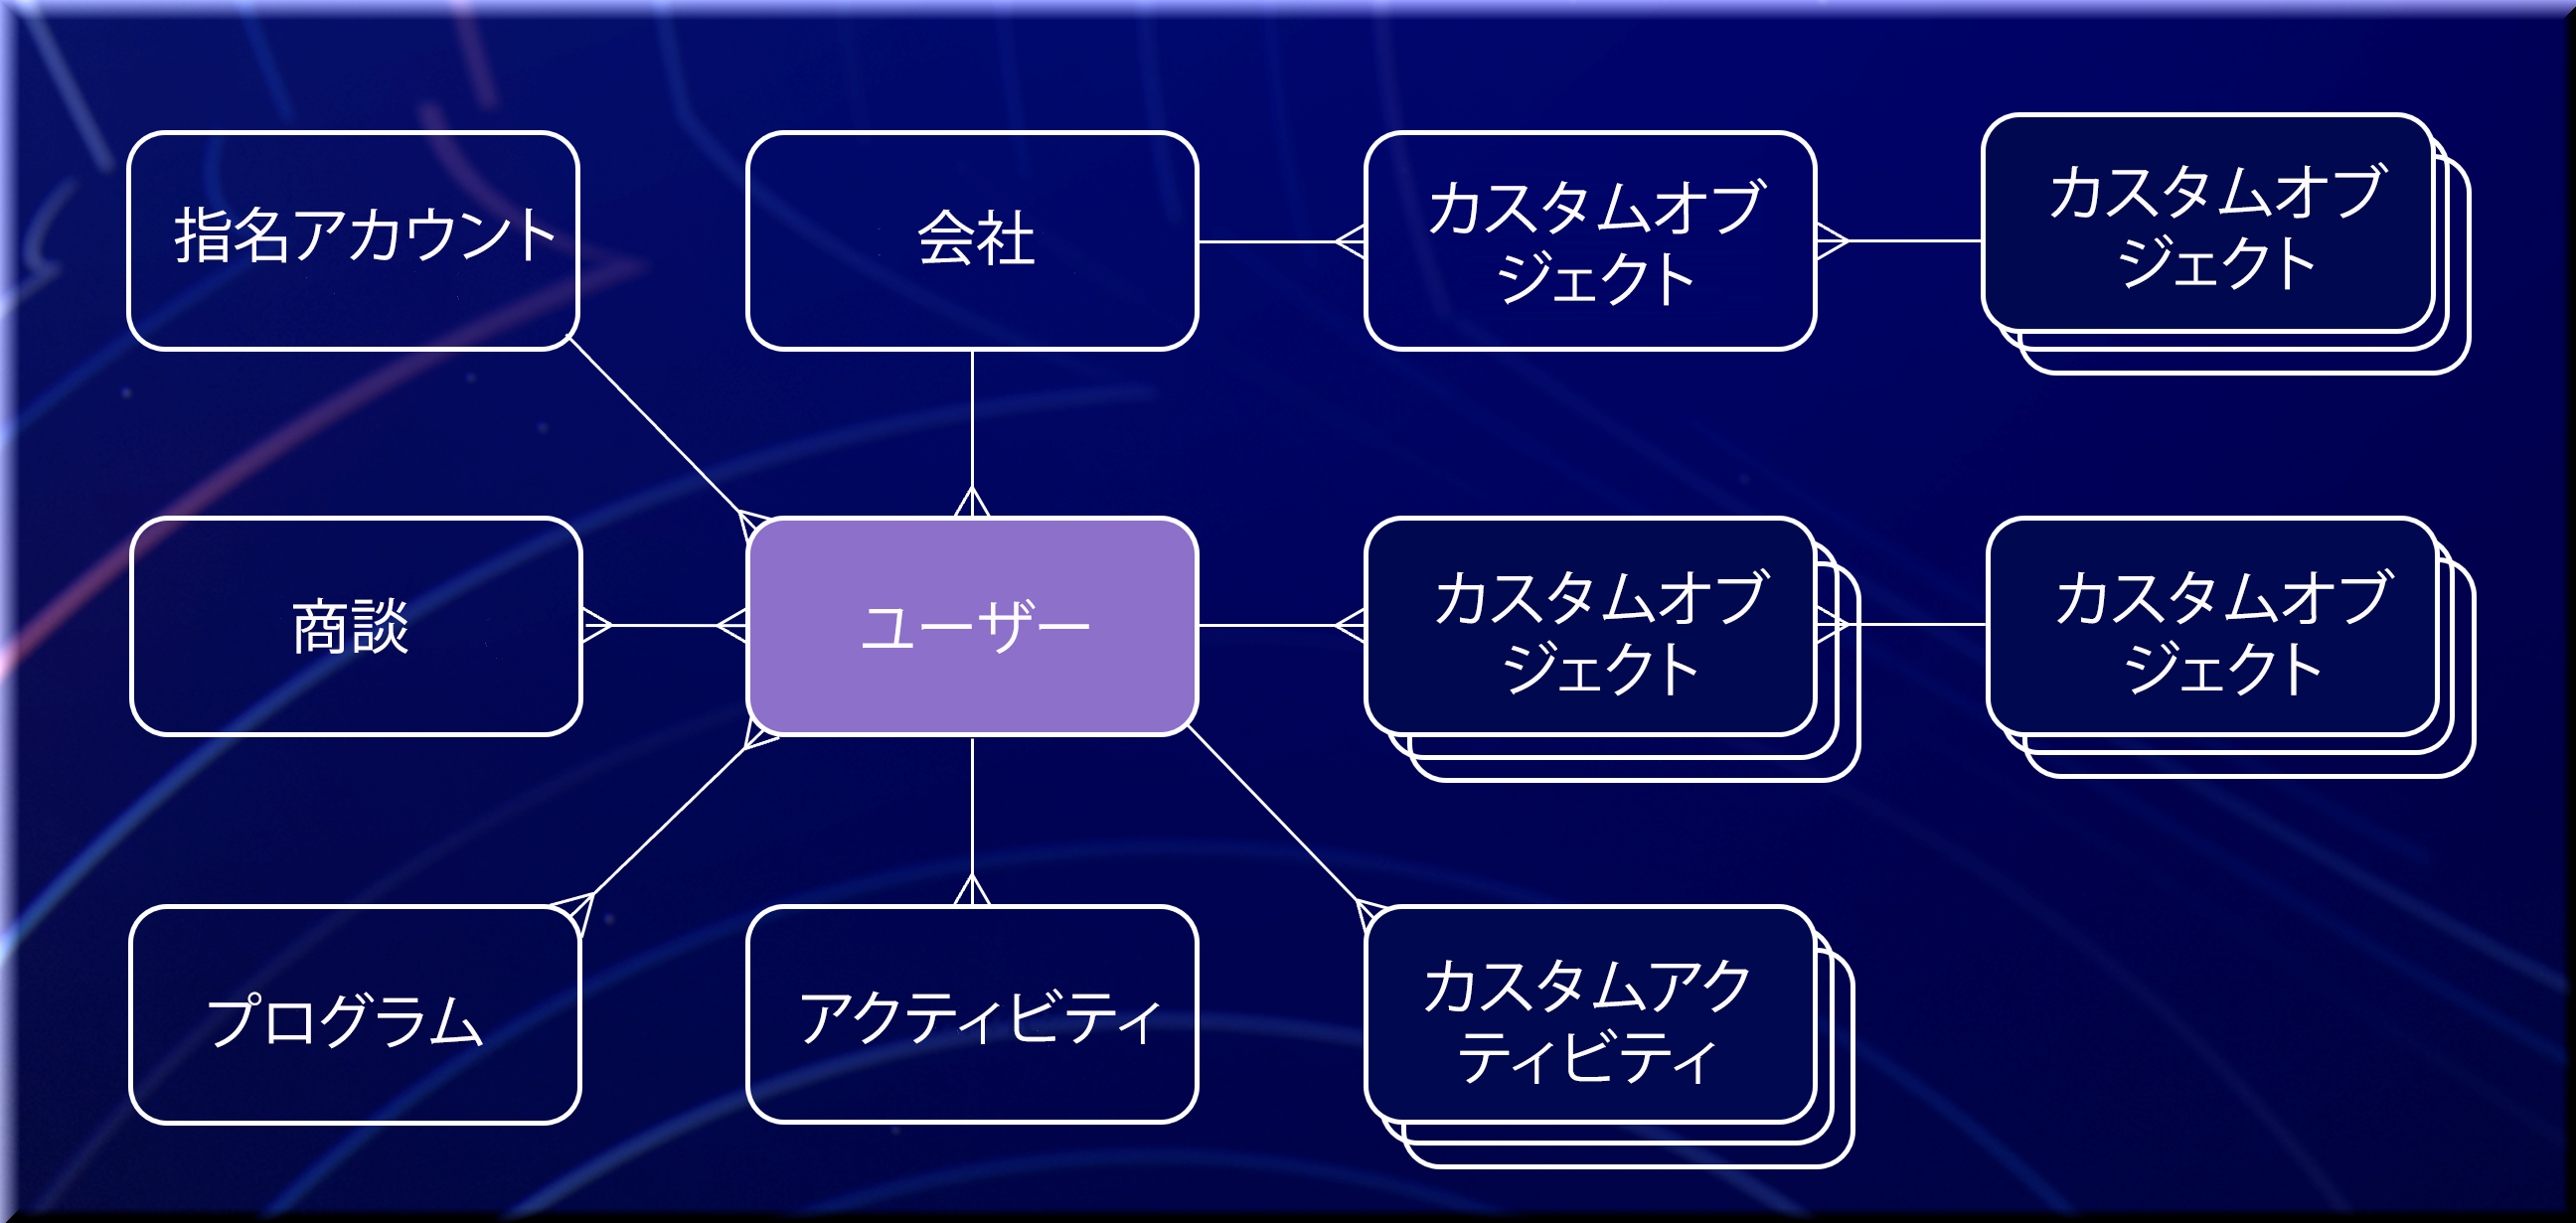 指名アカウント
会社
カスタムオブ
ジェクト
カスタムオブ
ジェクト
商談
ユーザー
カスタムオブ
ジェクト
カスタムオブ
ジェクト
プログラム
アクティビティ
カスタムアク
ティビティ